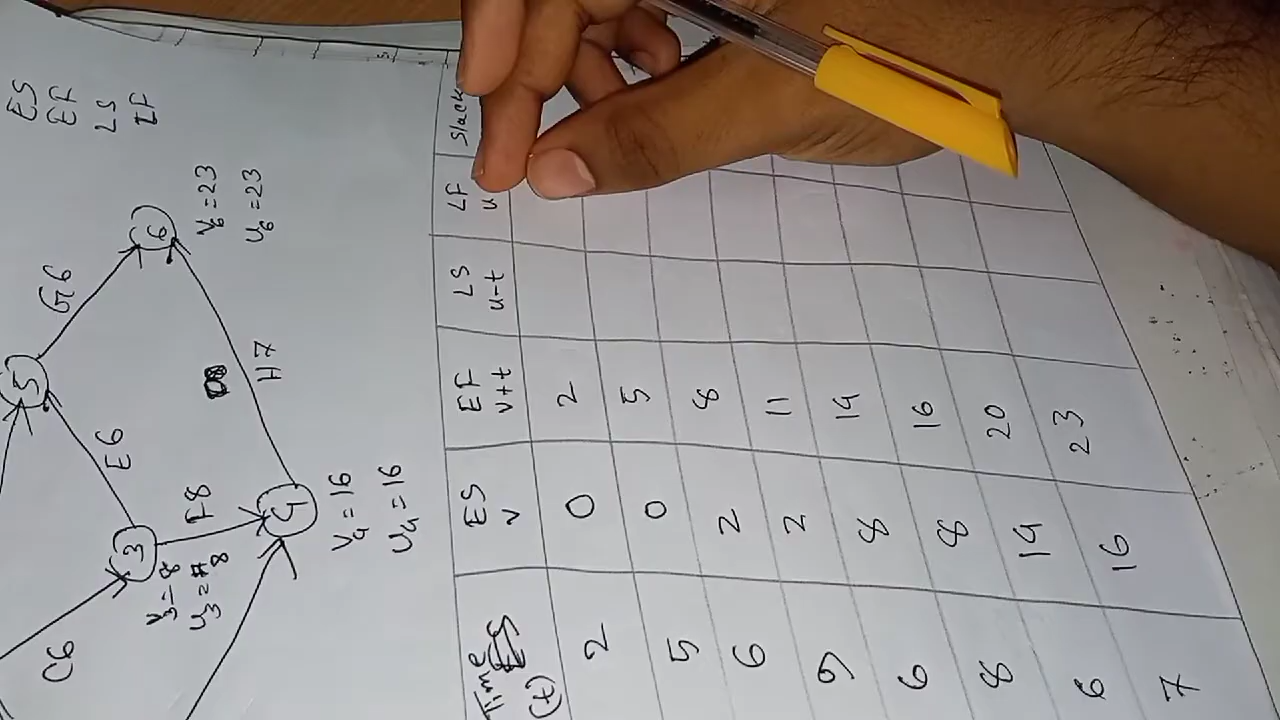 ES
EF
LS
LF
6
V6=23
U6=23
G6
5
H7
E6
F8
4
V4=16
U4=16
3
V3=8
U3=8
C6
Time (t) ES V EF V+t LS u-t LF u Slack
2 0 2
5 0 5
6 2 8
9 2 11
6 8 14
8 8 16
6 14 20
7 16 23